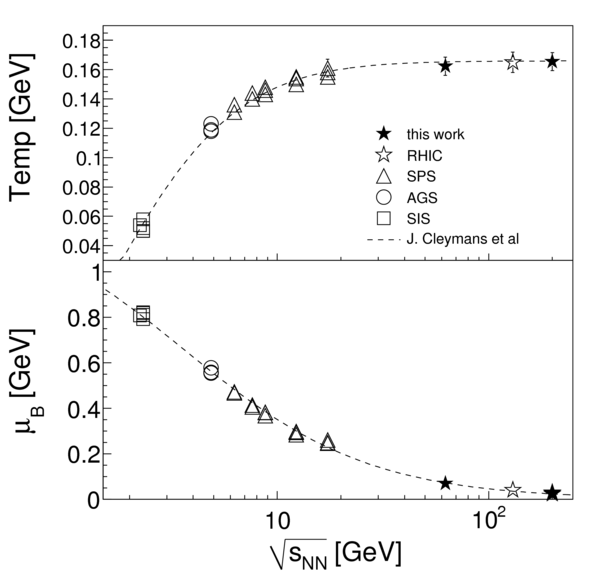 Temp [GeV]
0.18
0.16
0.14
0.12
0.1
0.08
0.06
0.04
this work
RHIC
SPS
AGS
SIS
J. Cleymans et al
μB [GeV]
1
0.8
0.6
0.4
0.2
0
10
10²
√sNN [GeV]